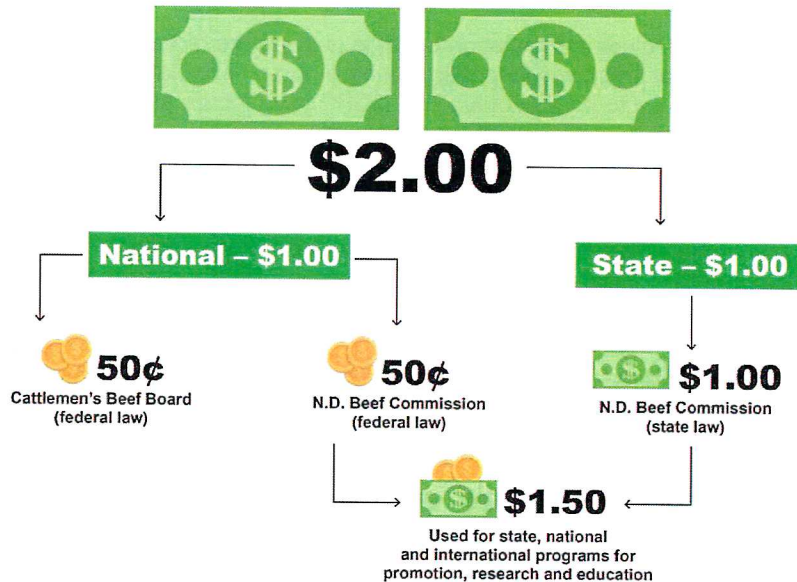 $2.00
National – $1.00
State – $1.00
50¢
Cattlemen's Beef Board
(federal law)
50¢
N.D. Beef Commission
(federal law)
$1.00
N.D. Beef Commission
(state law)
$1.50
Used for state, national
and international programs for
promotion, research and education